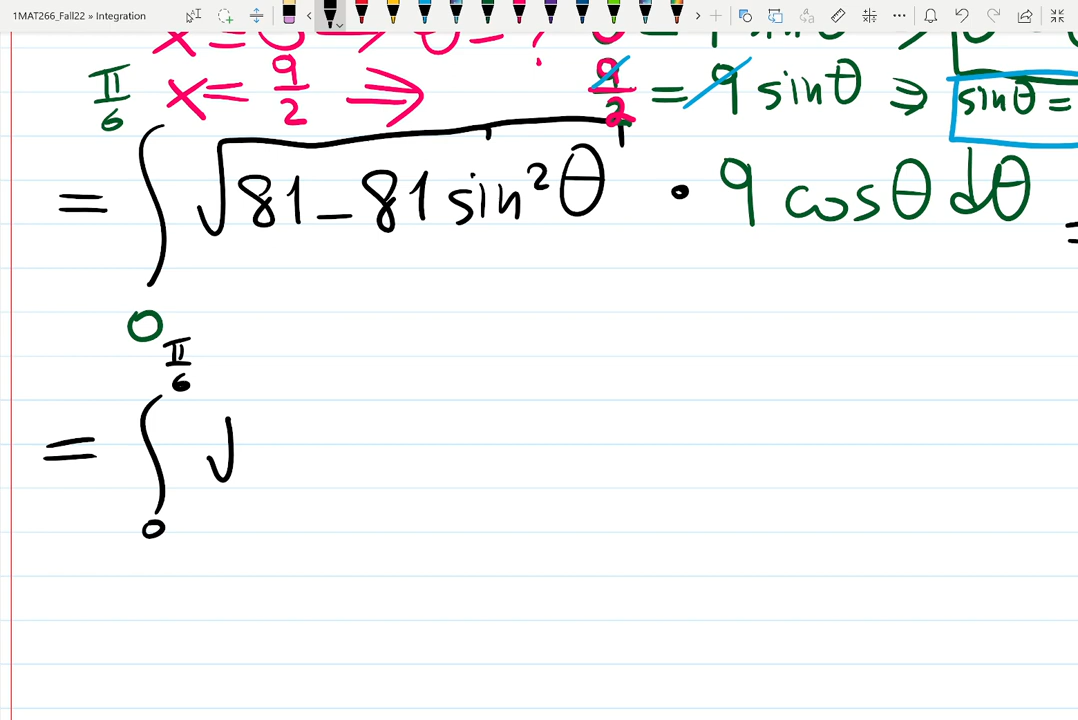 1MAT266_Fall22 » Integration
π/6 x = 9/2 ⇒ 9/2 = 9 sinθ ⇒ sinθ =
= ∫ √81 - 81 sin²θ · 9 cosθ dθ =
0
π/6
= ∫ √
0